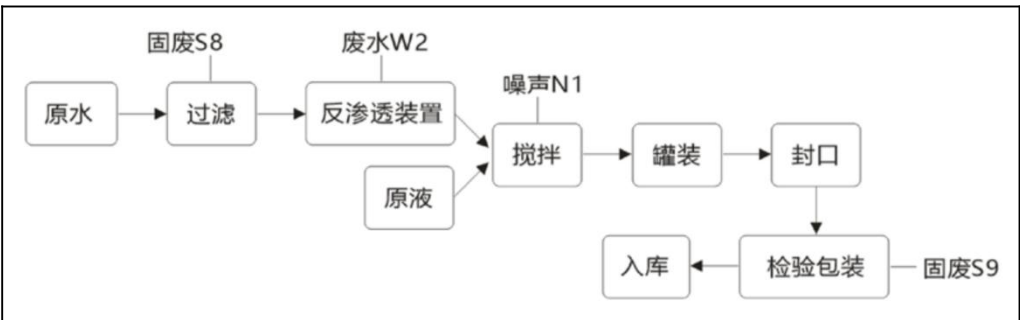 固废S8
废水W2
噪声N1
原水
过滤
反渗透装置
搅拌
罐装
封口
原液
入库
检验包装
固废S9